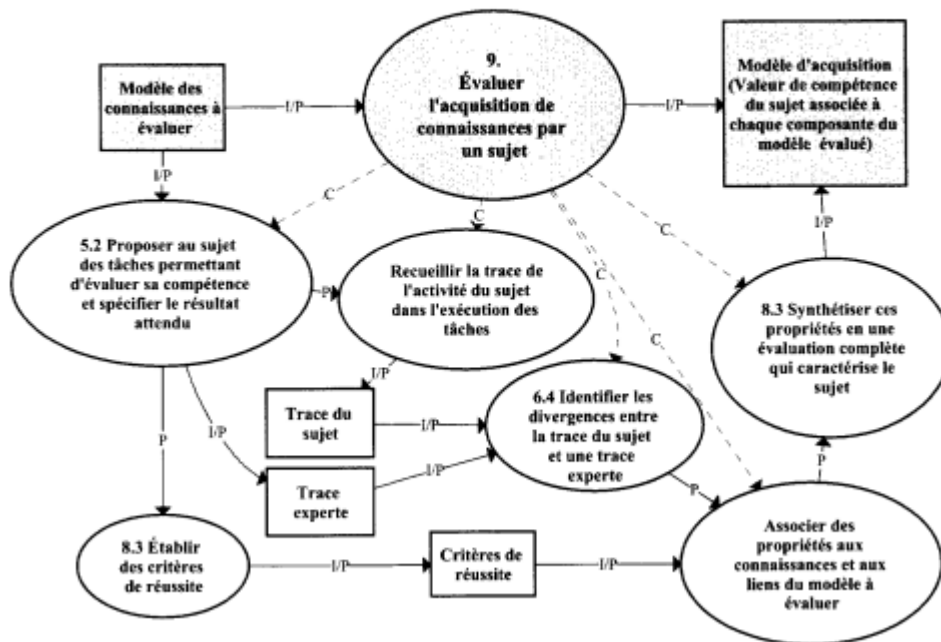 9.
Évaluer
l'acquisition de
connaissances par
un sujet
Modèle des
connaissances à
évaluer
I/P
I/P
Modèle d'acquisition
(Valeur de compétence
du sujet associée à
chaque composante du
modèle évalué)
I/P
C
C
C
C
C
I/P
5.2 Proposer au sujet
des tâches permettant
d'évaluer sa compétence
et spécifier le résultat
attendu
P
Recueillir la trace de
l'activité du sujet
dans l'exécution des
tâches
8.3 Synthétiser ces
propriétés en une
évaluation complète
qui caractérise le
sujet
I/P
P
I/P
Trace du
sujet
I/P
6.4 Identifier les
divergences entre
la trace du sujet
et une trace
experte
Trace
experte
I/P
P
P
8.3 Établir
des critères
de réussite
I/P
Critères de
réussite
I/P
Associer des
propriétés aux
connaissances et aux
liens du modèle à
évaluer